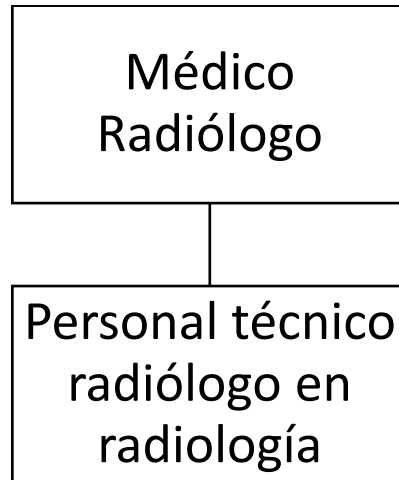 Médico
Radiólogo
Personal técnico
radiólogo en
radiología